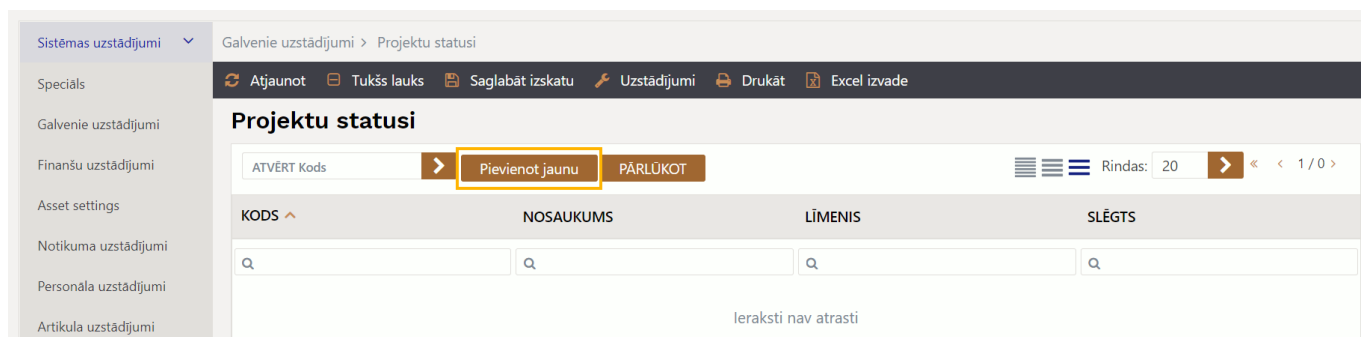 Sistēmas uzstādījumi
Galvenie uzstādījumi > Projektu statusi
Speciāls
Galvenie uzstādījumi
Finanšu uzstādījumi
Asset settings
Notikuma uzstādījumi
Personāla uzstādījumi
Artikula uzstādījumi
Atjaunot Tukšs lauks Saglabāt izskatu Uzstādījumi Drukāt Excel izvade
Projektu statusi
ATVĒRT Kods Pievienot jaunu PĀRLŪKOT Rindas: 20 « < 1 / 0 >
KODS NOSAUKUMS LĪMENIS SLĒGTS
Ieraksti nav atrasti